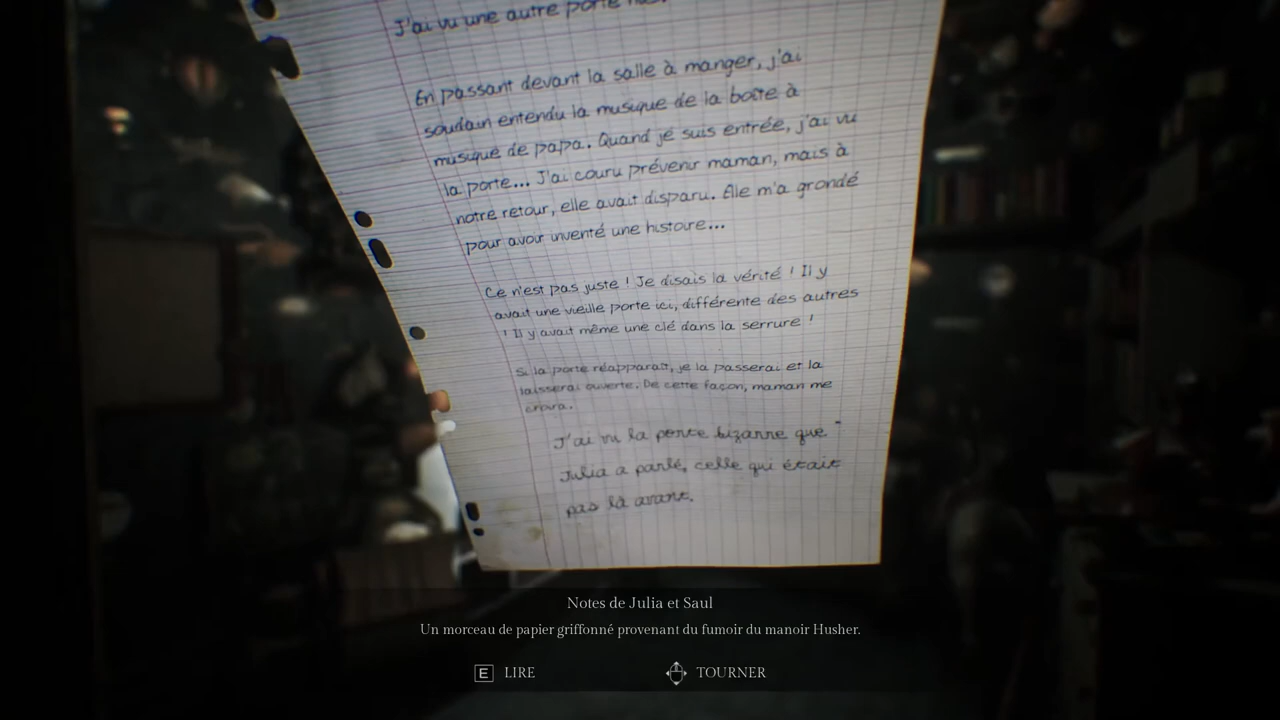 J'ai vu une autre porte
En passant devant la salle à manger, j'ai
soudain entendu la musique de la boîte à
musique de papa. Quand je suis entrée, j'ai vu
la porte... J'ai couru prévenir maman, mais à
notre retour, elle avait disparu. Elle m'a grondé
pour avoir inventé une histoire...
Ce n'est pas juste ! Je disais la vérité ! Il y
avait une vieille porte ici, différente des autres
! Il y avait même une clé dans la serrure !
Si la porte réapparaît, je la passerai et la
laisserai ouverte. De cette façon, maman me
croira.
J'ai vu la porte bizarre que
Julia a parlé, celle qui était
pas là avant.
Notes de Julia et Saul
Un morceau de papier griffonné provenant du fumoir du manoir Husher.
E LIRE
TOURNER